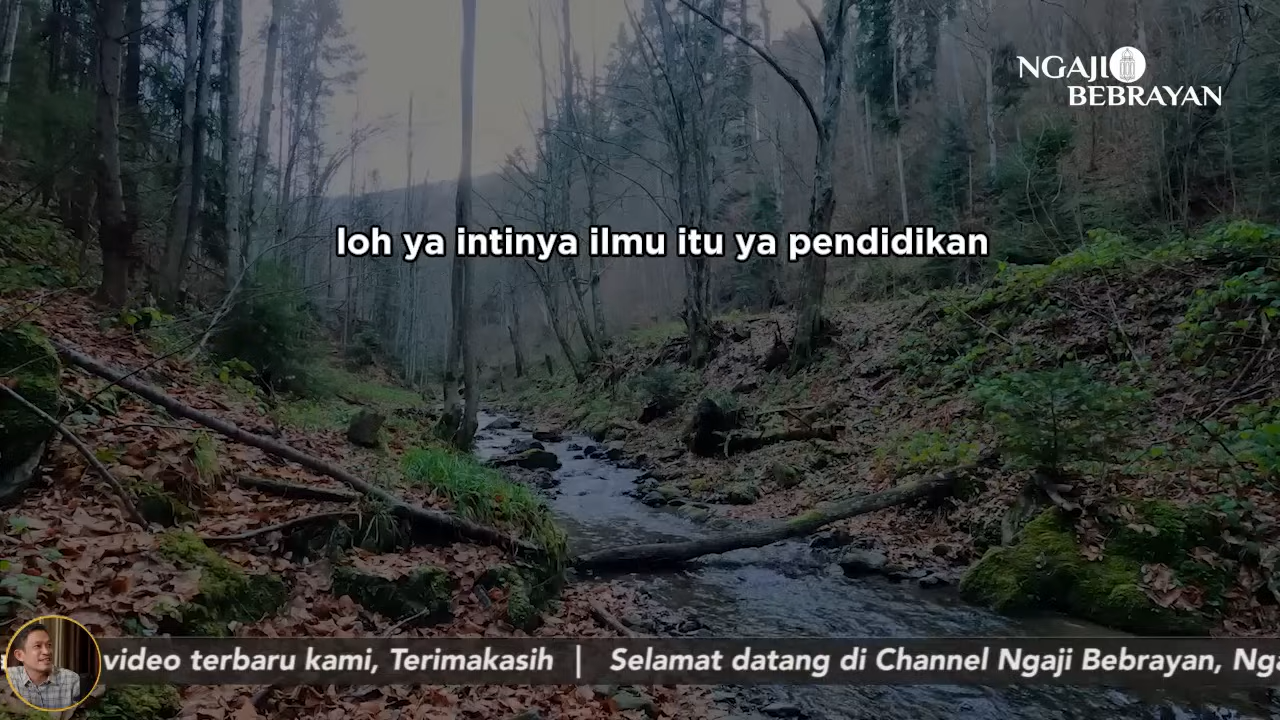 NGAJI
BEBRAYAN
loh ya intinya ilmu itu ya pendidikan
video terbaru kami, Terimakasih | Selamat datang di Channel Ngaji Bebrayan, Nga